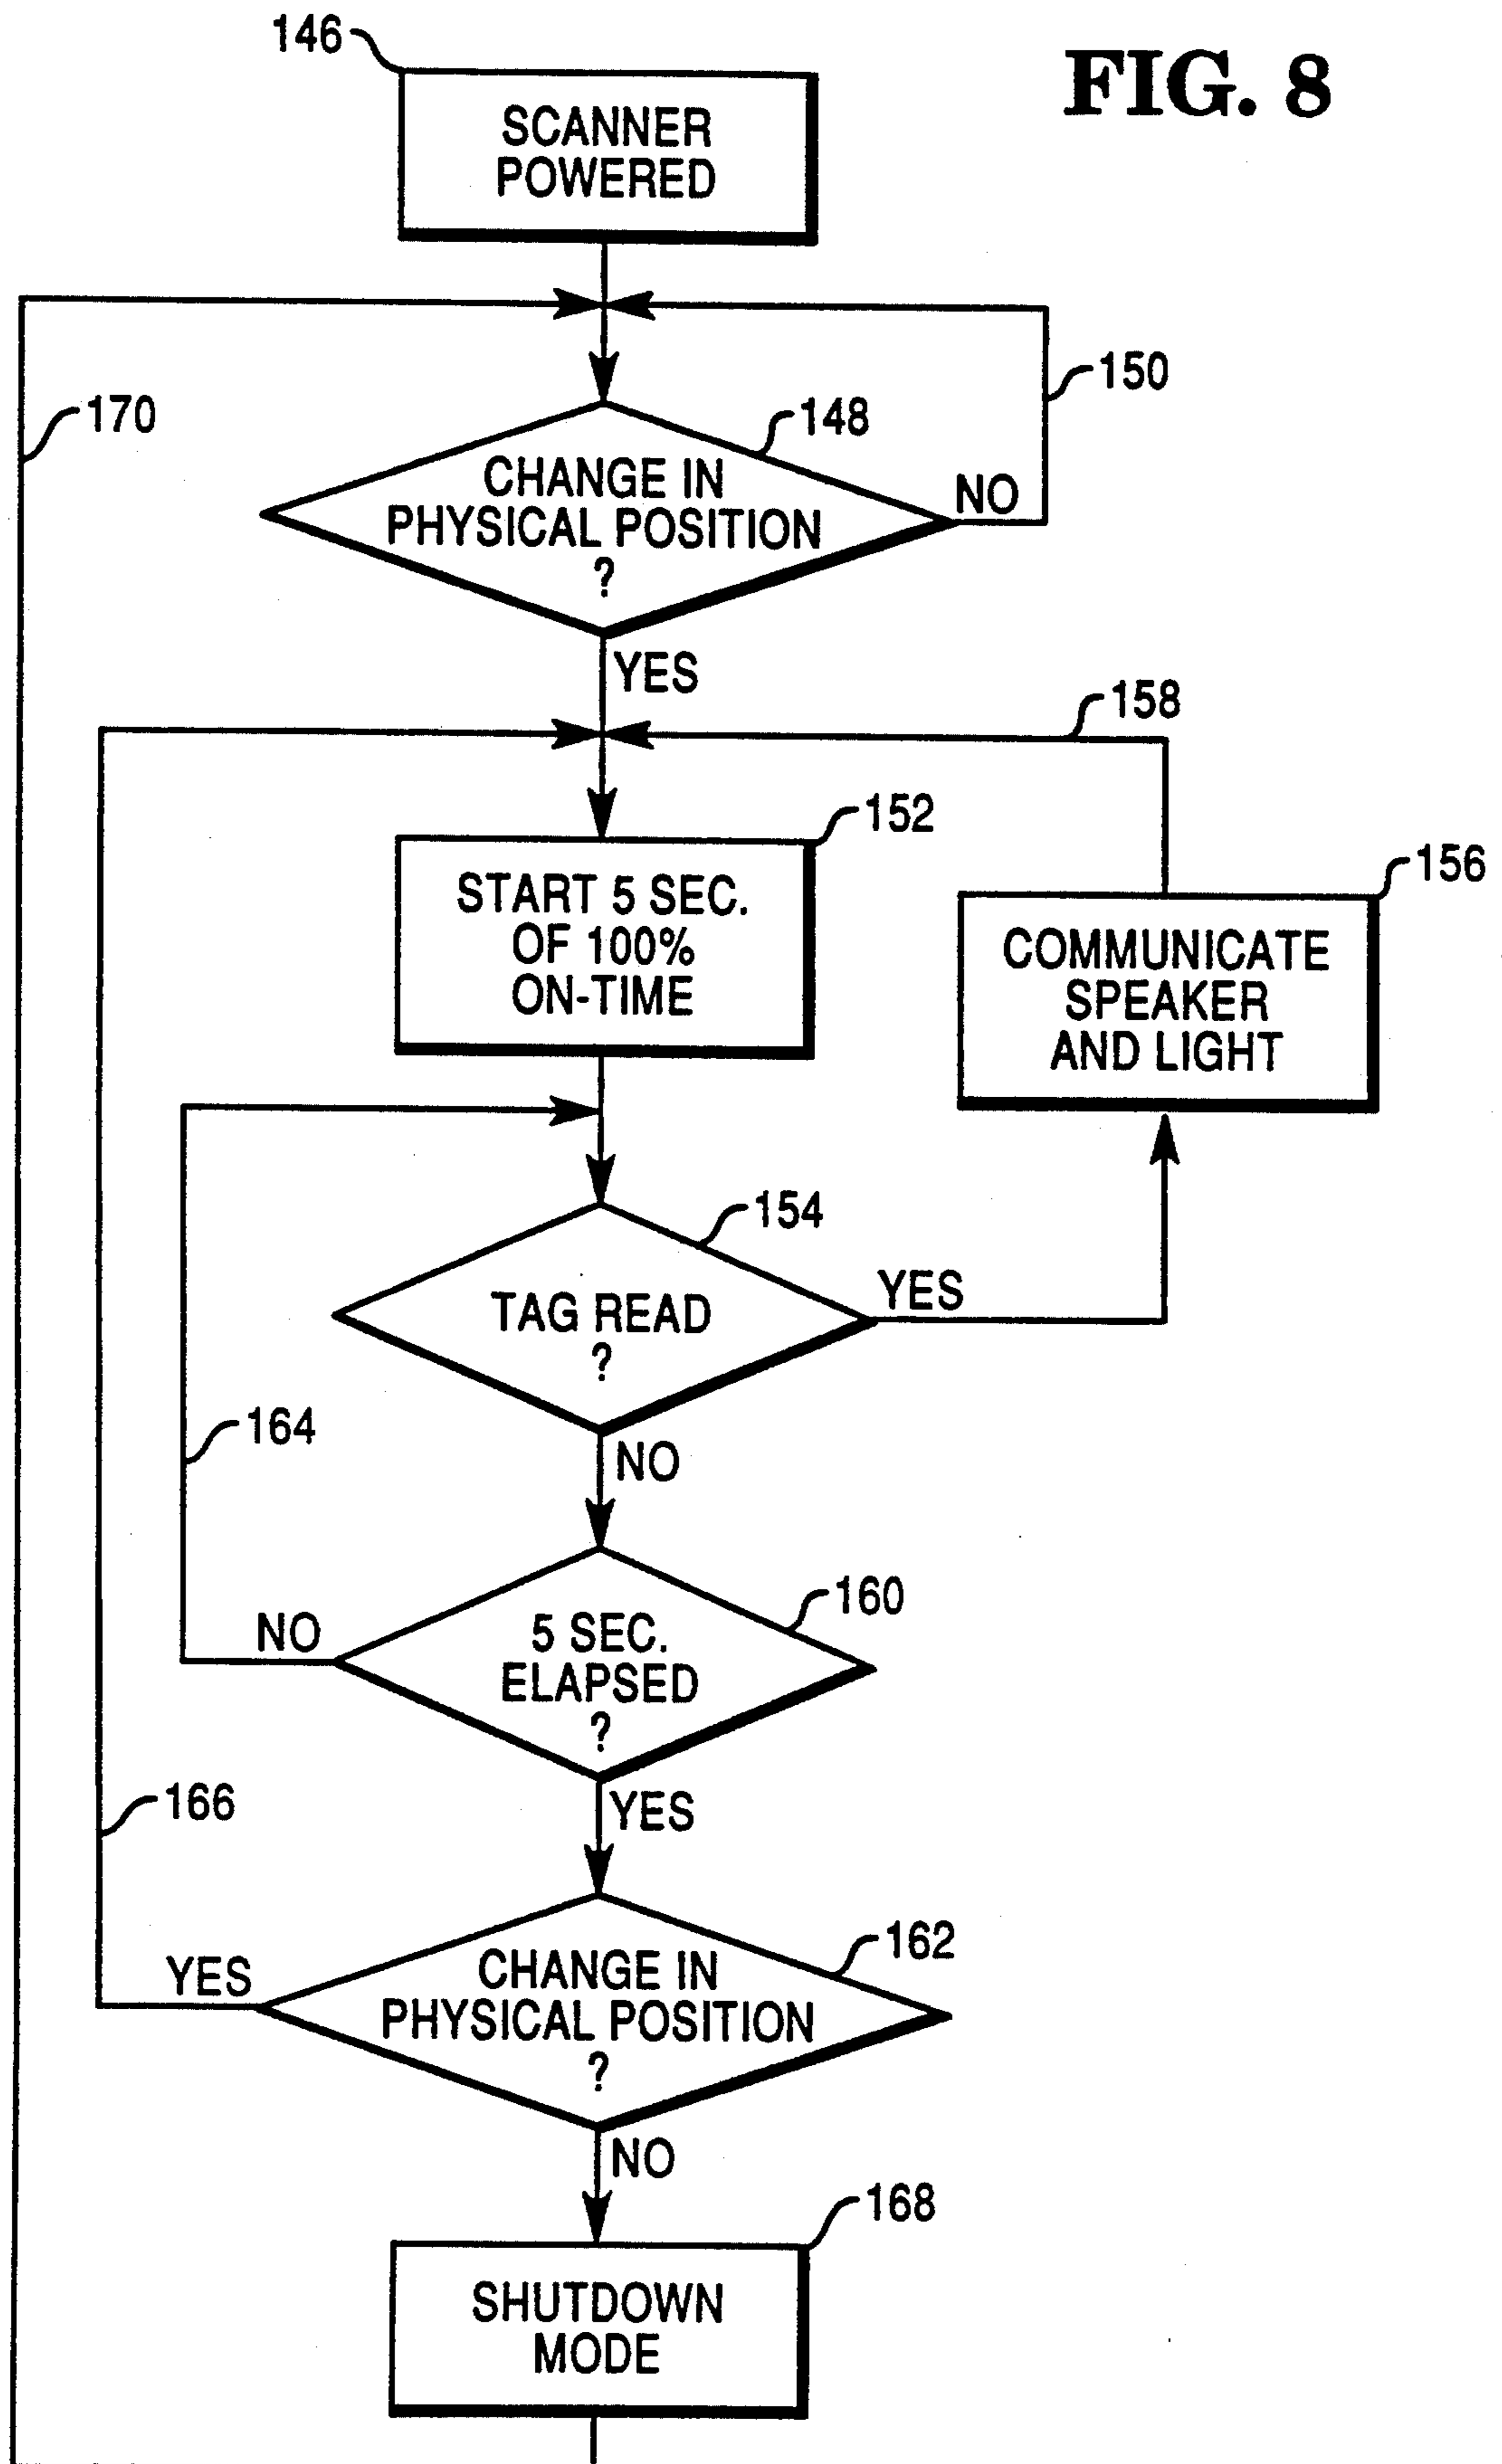 FIG. 8
146
SCANNER
POWERED
150
170
148
CHANGE IN
PHYSICAL POSITION
?
NO
YES
158
152
START 5 SEC.
OF 100%
ON-TIME
156
COMMUNICATE
SPEAKER
AND LIGHT
154
TAG READ
?
YES
NO
164
160
5 SEC.
ELAPSED
?
NO
YES
166
162
CHANGE IN
PHYSICAL POSITION
?
YES
NO
168
SHUTDOWN
MODE